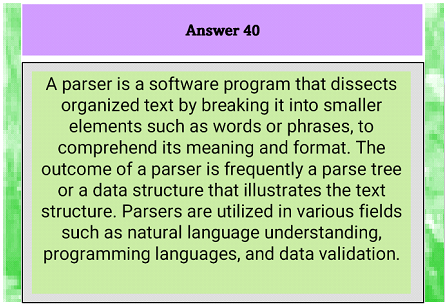 Answer 40
A parser is a software program that dissects
organized text by breaking it into smaller
elements such as words or phrases, to
comprehend its meaning and format. The
outcome of a parser is frequently a parse tree
or a data structure that illustrates the text
structure. Parsers are utilized in various fields
such as natural language understanding,
programming languages, and data validation.